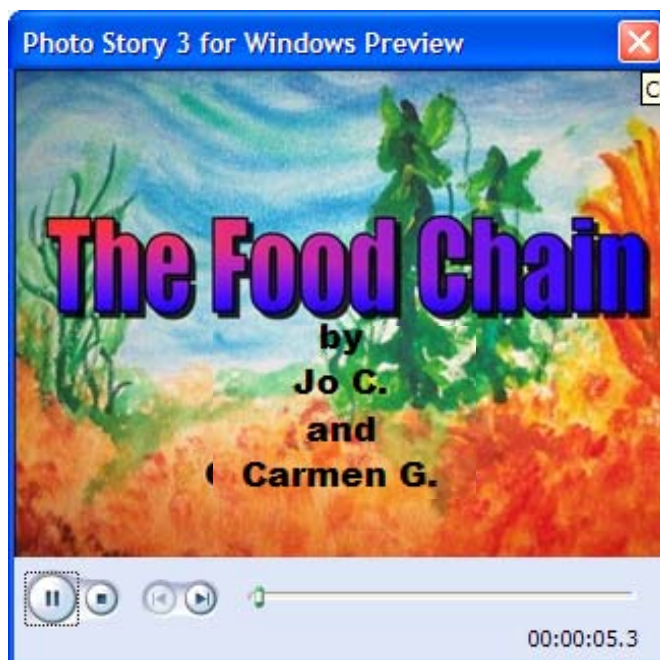 Photo Story 3 for Windows Preview
C
The Food Chain
by
Jo C.
and
Carmen G.
00:00:05.3